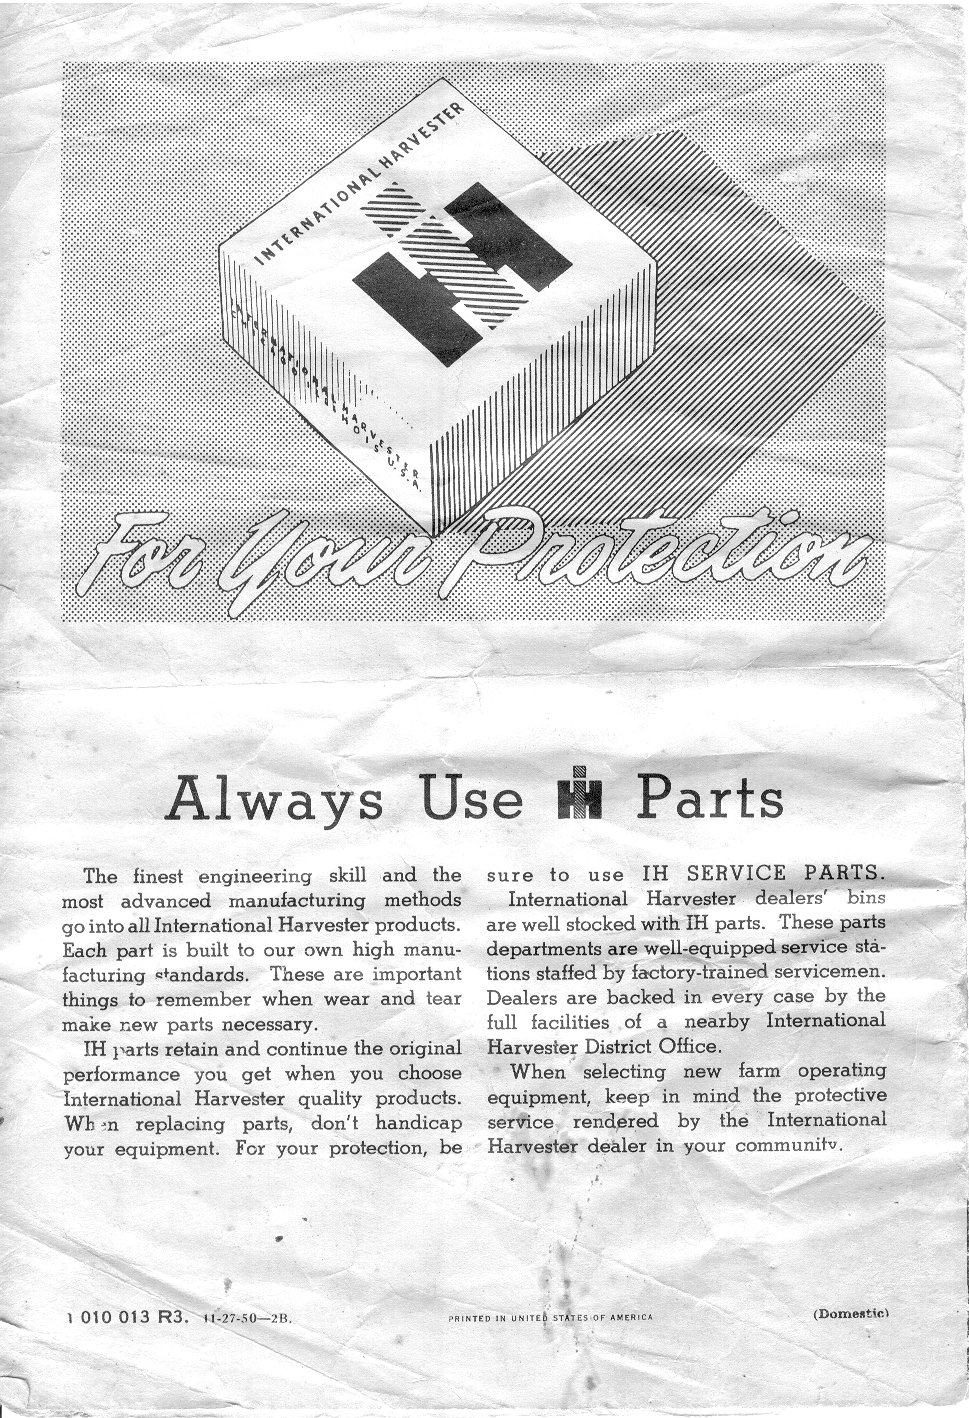 INTERNATIONAL HARVESTER
INTERNATIONAL HARVESTER
CHICAGO 1, ILLINOIS U.S.A.
For Your Protection
Always Use IH Parts
The finest engineering skill and the
most advanced manufacturing methods
go into all International Harvester products.
Each part is built to our own high manu-
facturing standards. These are important
things to remember when wear and tear
make new parts necessary.
IH parts retain and continue the original
performance you get when you choose
International Harvester quality products.
When replacing parts, don't handicap
your equipment. For your protection, be
sure to use IH SERVICE PARTS.
International Harvester dealers' bins
are well stocked with IH parts. These parts
departments are well-equipped service sta-
tions staffed by factory-trained servicemen.
Dealers are backed in every case by the
full facilities of a nearby International
Harvester District Office.
When selecting new farm operating
equipment, keep in mind the protective
service rendered by the International
Harvester dealer in your community.
1 010 013 R3. 11-27-50—2B.
PRINTED IN UNITED STATES OF AMERICA
(Domestic)